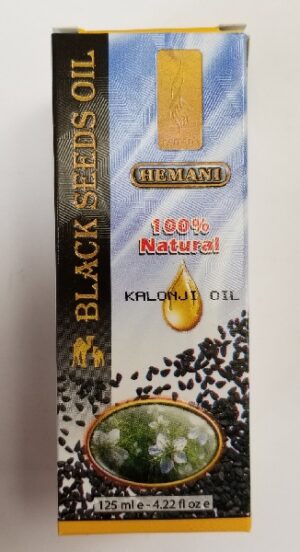 BLACK SEEDS OIL
HEMANI
100%
Natural
KALONJI OIL
125 ml e - 4.22 fl oz e